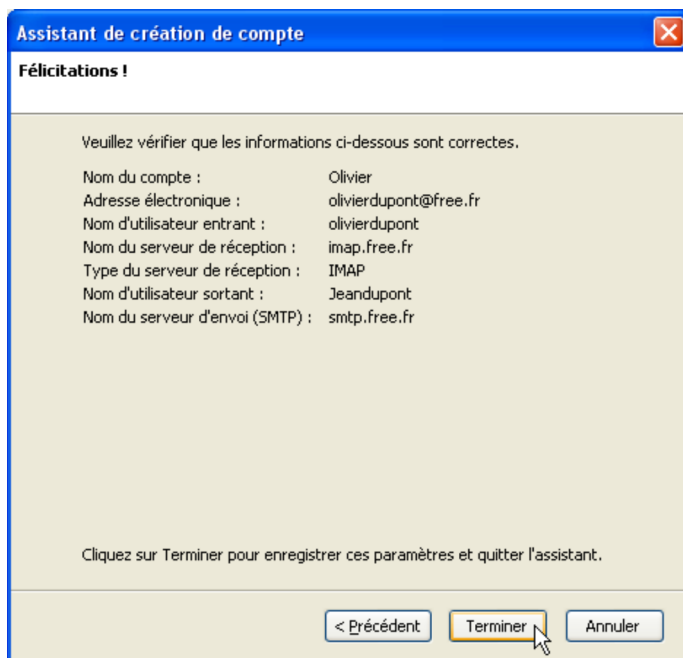 Assistant de création de compte
Félicitations !
Veuillez vérifier que les informations ci-dessous sont correctes.
Nom du compte : Olivier
Adresse électronique : olivierdupont@free.fr
Nom d'utilisateur entrant : olivierdupont
Nom du serveur de réception : imap.free.fr
Type du serveur de réception : IMAP
Nom d'utilisateur sortant : Jeandupont
Nom du serveur d'envoi (SMTP) : smtp.free.fr
Cliquez sur Terminer pour enregistrer ces paramètres et quitter l'assistant.
< Précédent Terminer Annuler